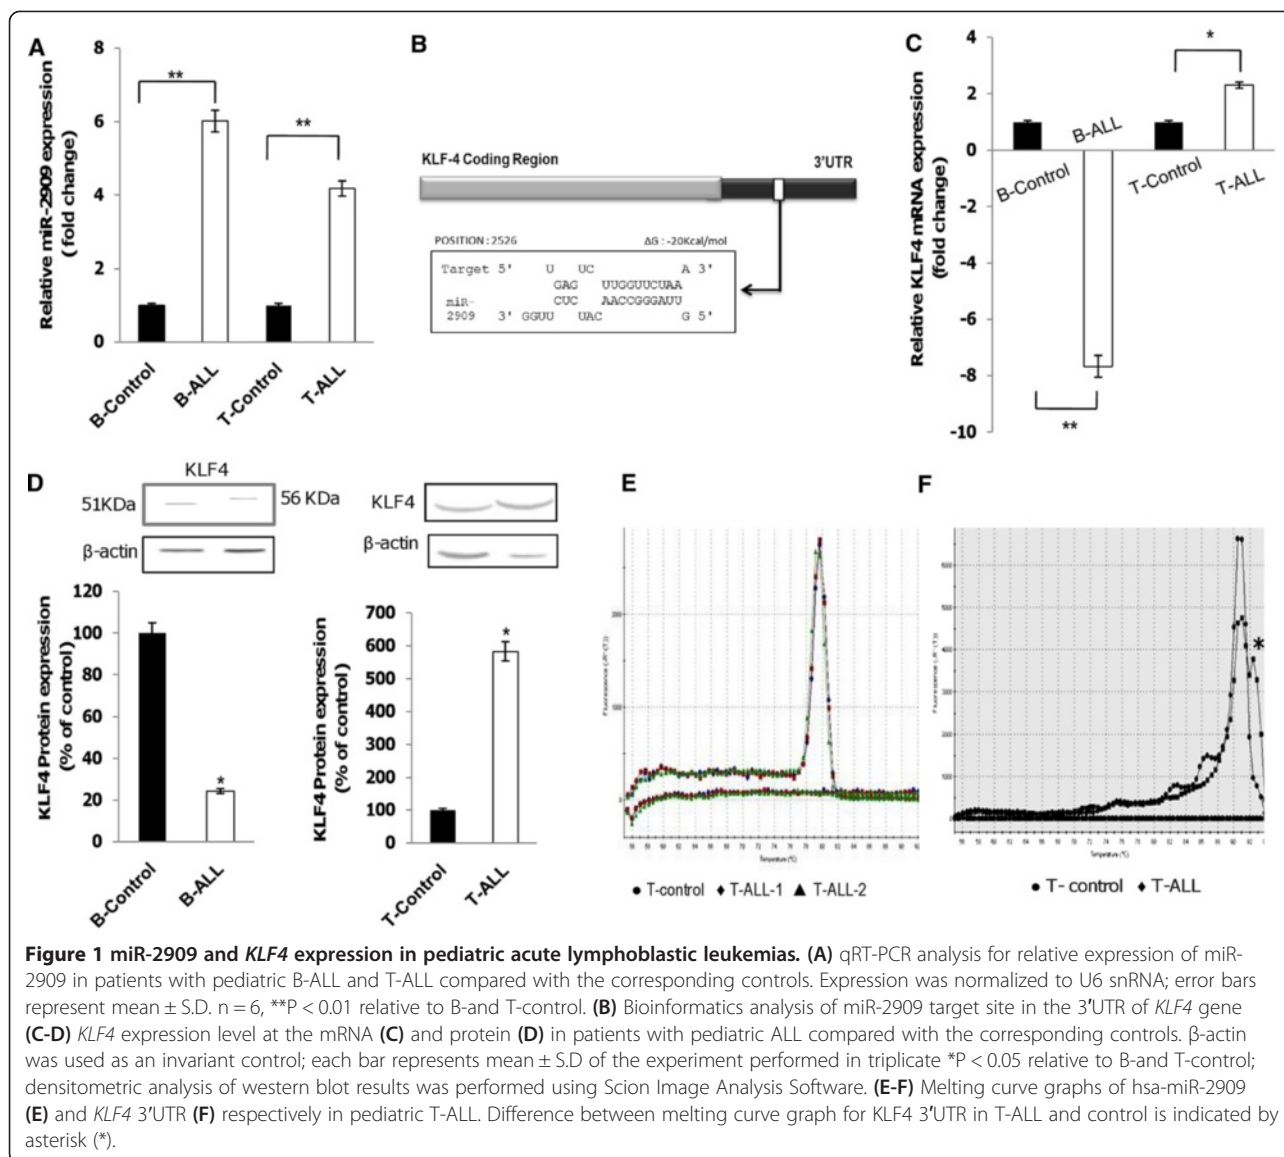 A
Relative miR-2909 expression
(fold change)
8
6
4
2
0
**
**
B-Control
B-ALL
T-Control
T-ALL
B
KLF-4 Coding Region
3'UTR
POSITION : 2526
ΔG : -20Kcal/mol
Target 5' U UC A 3'
GAG UUGGUUCUAA
miR- CUC AACCGGGAUU
2909 3' GGUU UAC G 5'
C
Relative KLF4 mRNA expression
(fold change)
4
2
0
-2
-4
-6
-8
-10
*
B-ALL
B-Control
T-Control
T-ALL
**
D
KLF4
51KDa
56 KDa
β-actin
KLF4 Protein expression
(% of control)
120
100
80
60
40
20
0
*
B-Control
B-ALL
KLF4
β-actin
KLF4 Protein expression
(% of control)
700
600
500
400
300
200
100
0
*
T-Control
T-ALL
E
Temperature (°C)
● T-control ♦ T-ALL-1 ▲ T-ALL-2
F
*
Temperature (°C)
● T- control ♦ T-ALL
Figure 1 miR-2909 and KLF4 expression in pediatric acute lymphoblastic leukemias. (A) qRT-PCR analysis for relative expression of miR-
2909 in patients with pediatric B-ALL and T-ALL compared with the corresponding controls. Expression was normalized to U6 snRNA; error bars
represent mean ± S.D. n = 6, **P < 0.01 relative to B-and T-control. (B) Bioinformatics analysis of miR-2909 target site in the 3′UTR of KLF4 gene
(C-D) KLF4 expression level at the mRNA (C) and protein (D) in patients with pediatric ALL compared with the corresponding controls. β-actin
was used as an invariant control; each bar represents mean ± S.D of the experiment performed in triplicate *P < 0.05 relative to B-and T-control;
densitometric analysis of western blot results was performed using Scion Image Analysis Software. (E-F) Melting curve graphs of hsa-miR-2909
(E) and KLF4 3′UTR (F) respectively in pediatric T-ALL. Difference between melting curve graph for KLF4 3′UTR in T-ALL and control is indicated by
asterisk (*).